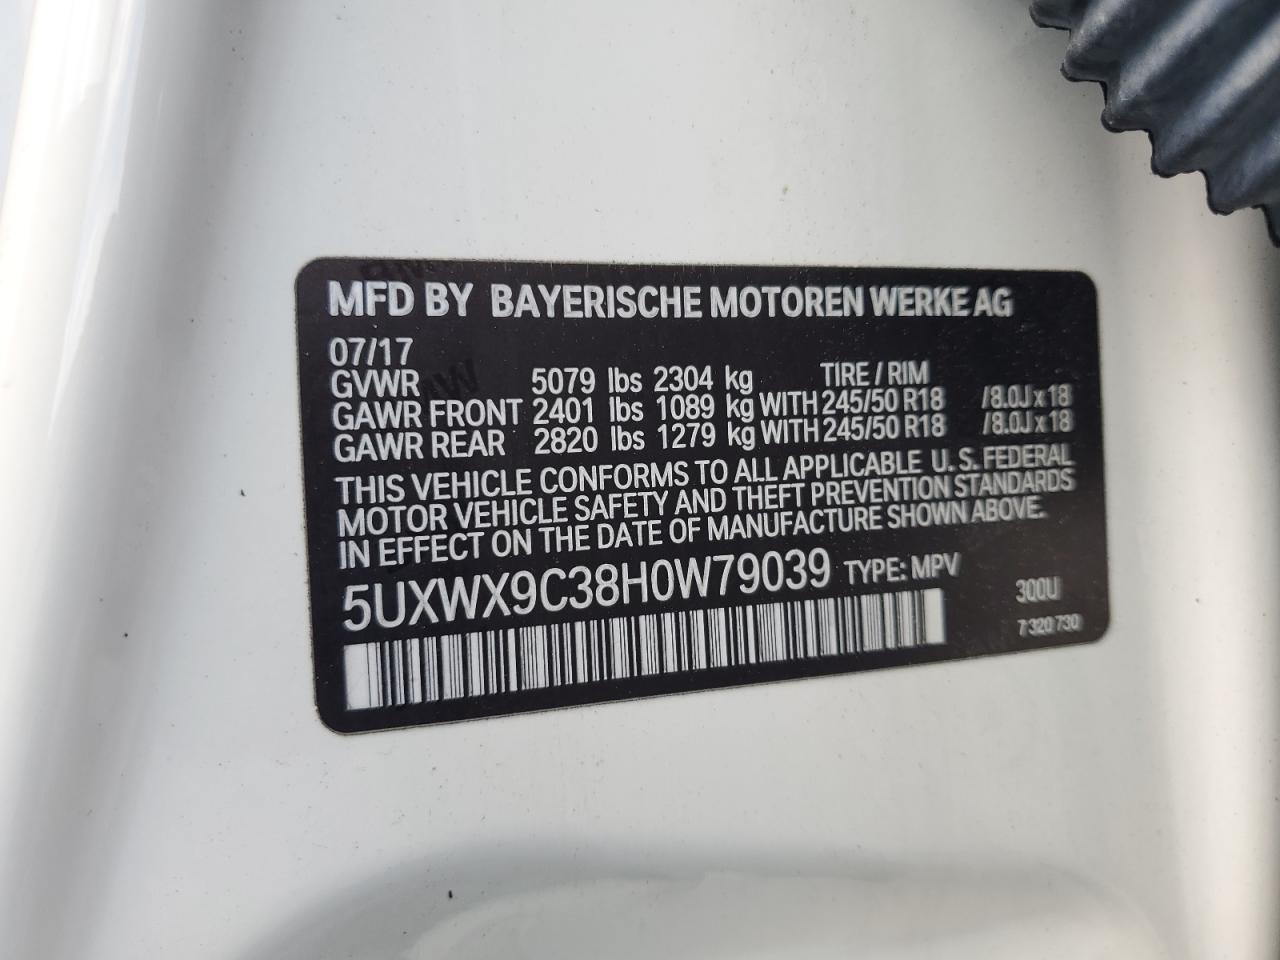 MFD BY BAYERISCHE MOTOREN WERKE AG
07/17
GVWR 5079 lbs 2304 kg TIRE / RIM
GAWR FRONT 2401 lbs 1089 kg WITH 245/50 R18 /8.0J x 18
GAWR REAR 2820 lbs 1279 kg WITH 245/50 R18 /8.0J x 18
THIS VEHICLE CONFORMS TO ALL APPLICABLE U.S. FEDERAL
MOTOR VEHICLE SAFETY AND THEFT PREVENTION STANDARDS
IN EFFECT ON THE DATE OF MANUFACTURE SHOWN ABOVE.
5UXWX9C38H0W79039 TYPE: MPV
300U
7 320 730